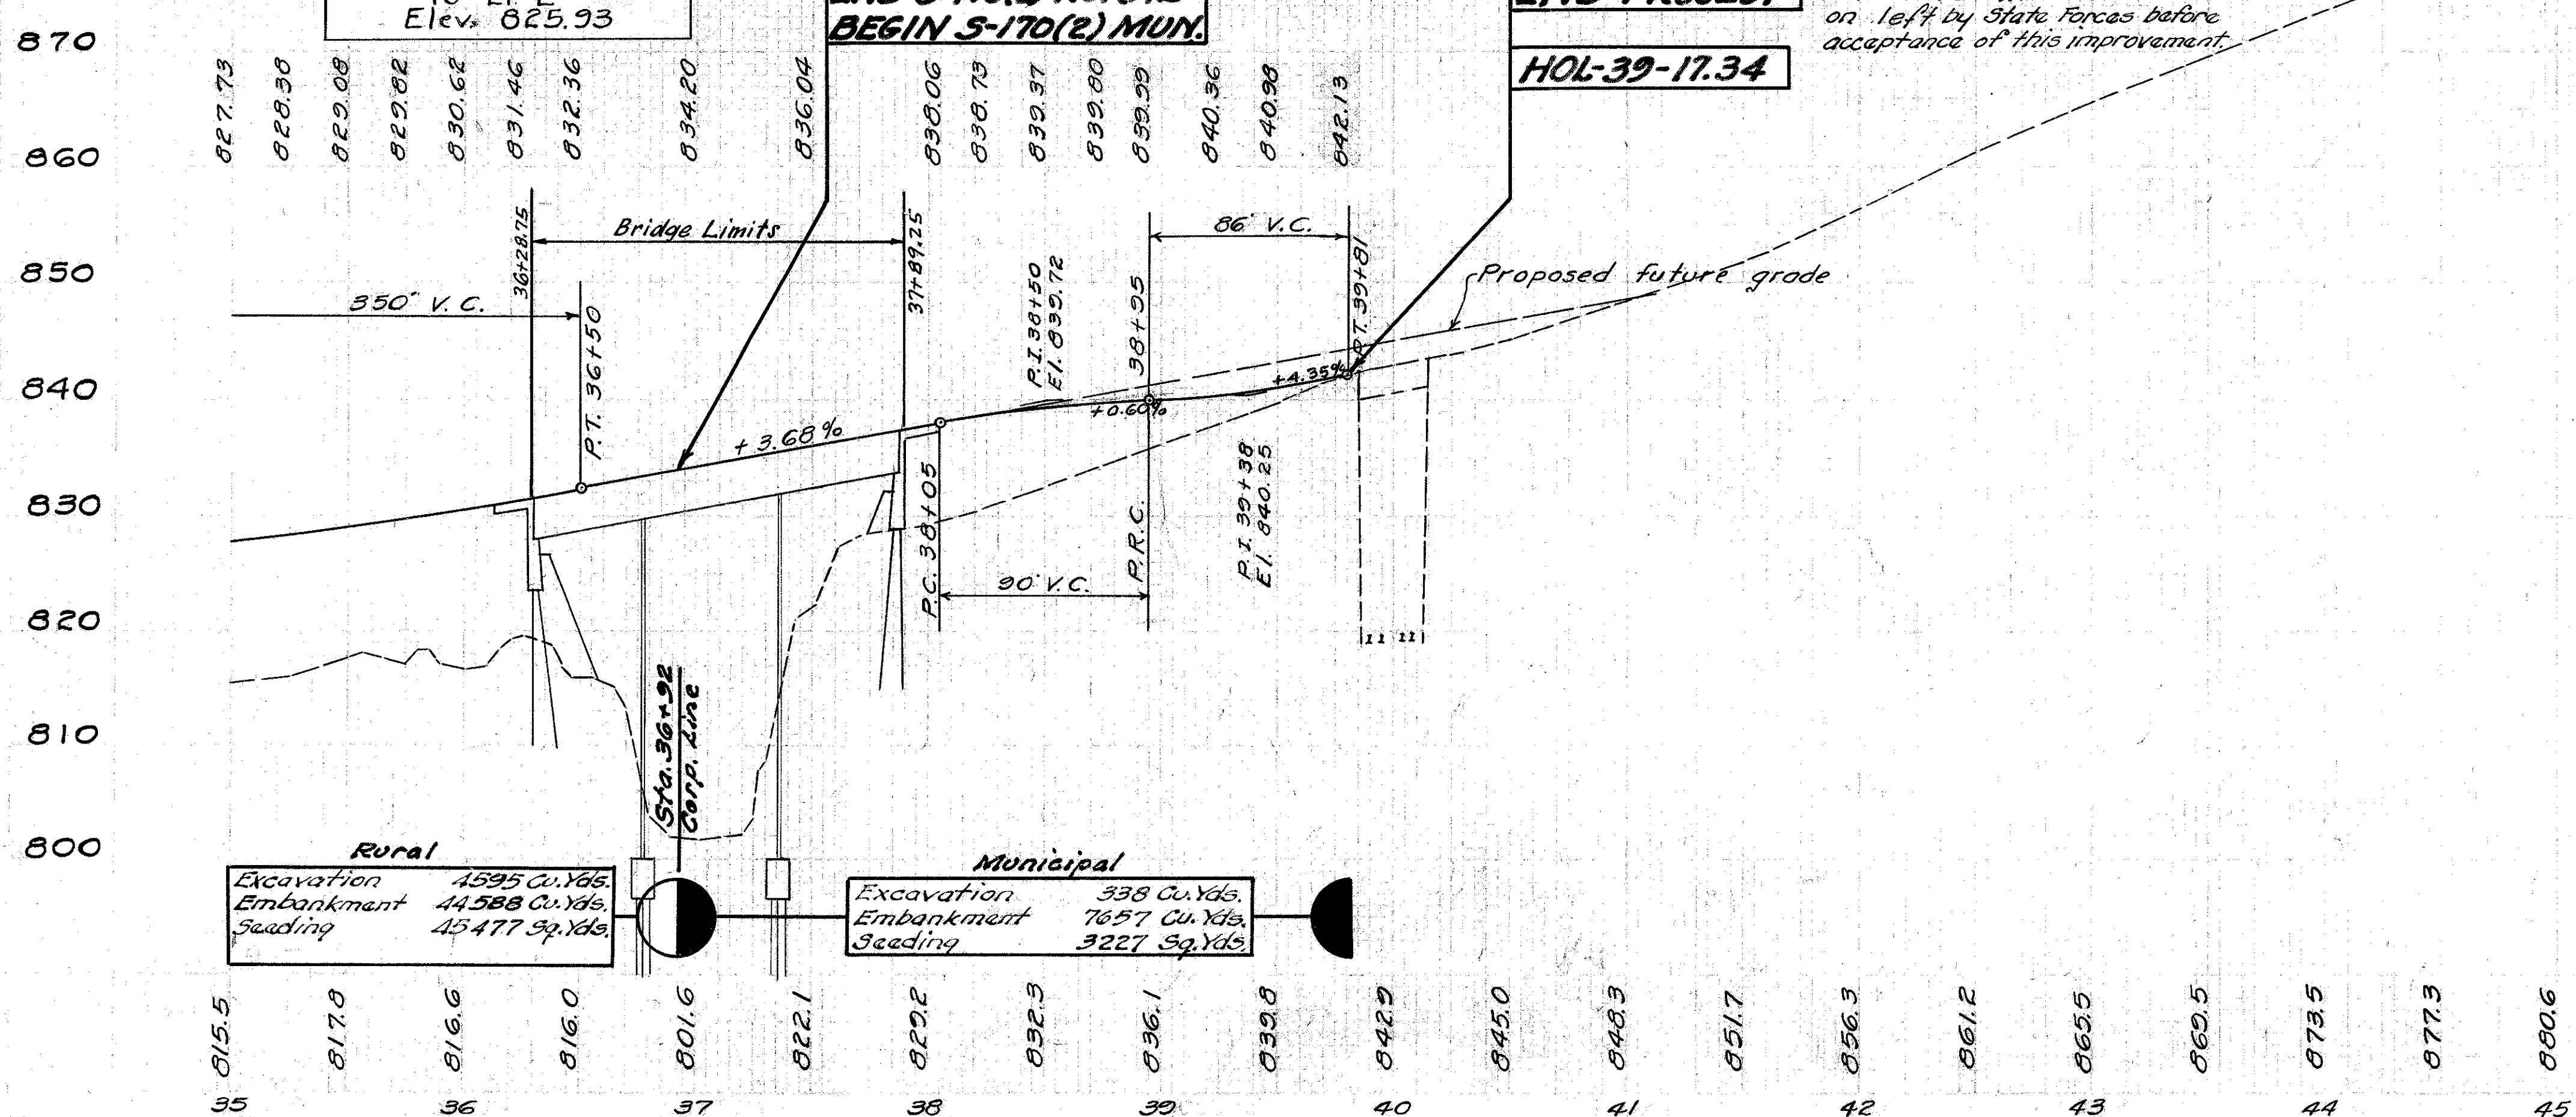 Elev. 825.93
BEGIN S-170(2) MUN.
on left by State Forces before
acceptance of this improvement.
HOL-39-17.34
870
860
850
840
830
820
810
800
827.73
828.38
829.08
829.82
830.62
831.46
832.36
834.20
836.04
838.06
838.73
839.37
839.80
839.99
840.36
840.98
842.13
36+28.75
Bridge Limits
37+89.25
350' V.C.
P.T. 36+50
P.I. 38+50
El. 839.72
38+95
86' V.C.
P.T. 39+81
Proposed future grade
+3.68%
+0.60%
+4.35%
P.C. 38+05
90' V.C.
P.R.C.
P.I. 39+38
El. 840.25
Sta. 36+92
Corp. Line
Rural
Excavation 4595 Cu.Yds.
Embankment 44588 Cu.Yds.
Seeding 45477 Sq.Yds.
Municipal
Excavation 338 Cu.Yds.
Embankment 7657 Cu.Yds.
Seeding 3227 Sq.Yds.
815.5
817.8
816.6
816.0
801.6
822.1
829.2
832.3
836.1
839.8
842.9
845.0
848.3
851.7
856.3
861.2
865.5
869.5
873.5
877.3
880.6
35
36
37
38
39
40
41
42
43
44
45